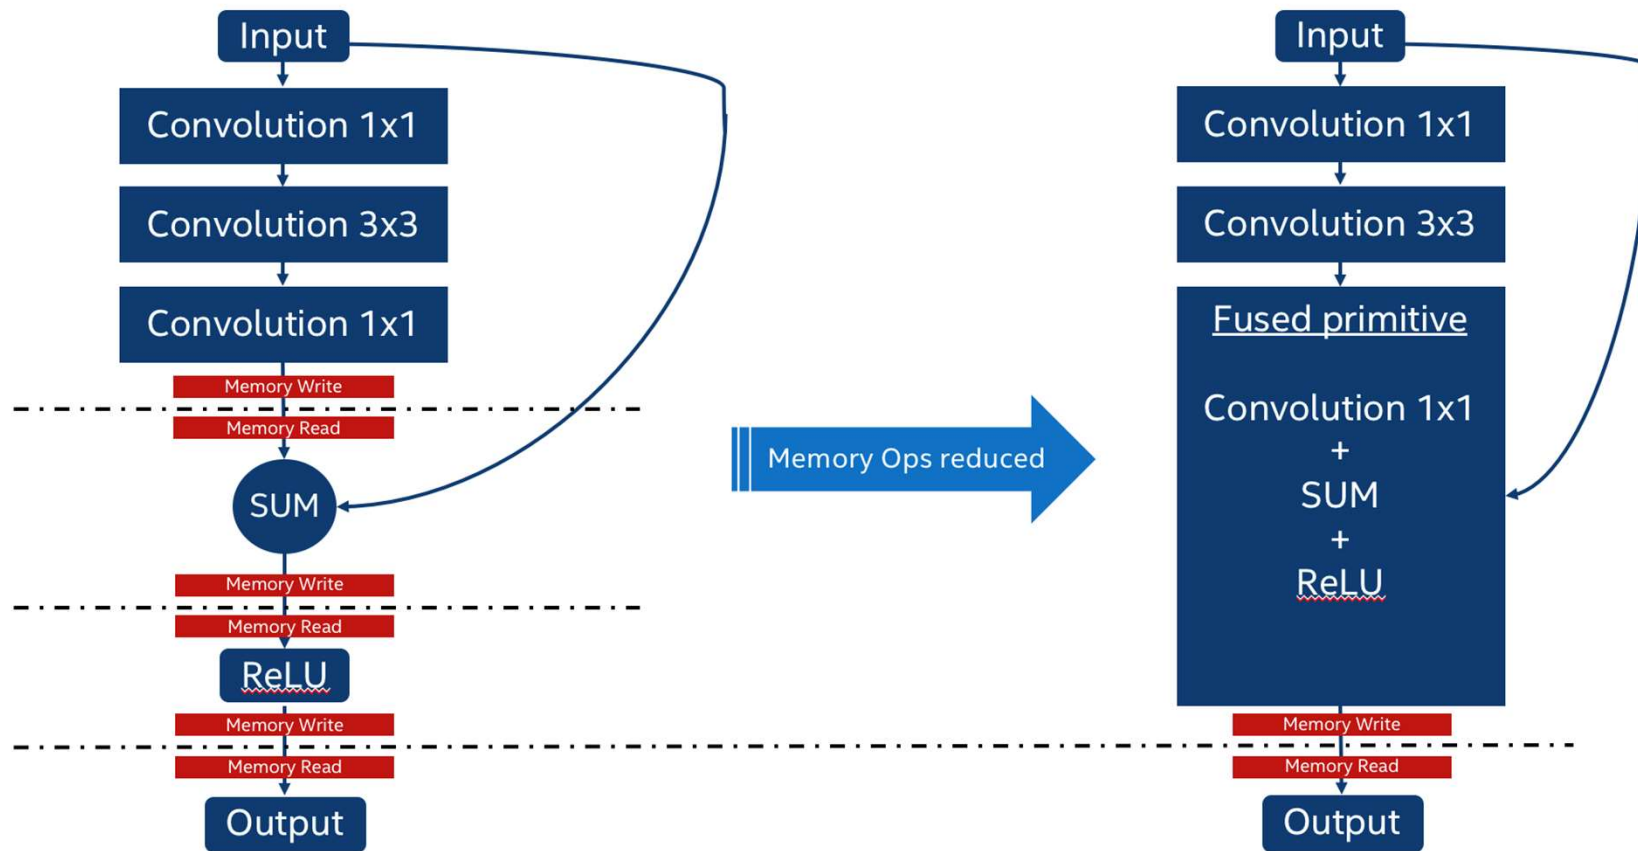 Input
Convolution 1x1
Convolution 3x3
Convolution 1x1
Memory Write
Memory Read
SUM
Memory Write
Memory Read
ReLU
Memory Write
Memory Read
Output
Memory Ops reduced
Input
Convolution 1x1
Convolution 3x3
Fused primitive
Convolution 1x1
+
SUM
+
ReLU
Memory Write
Memory Read
Output